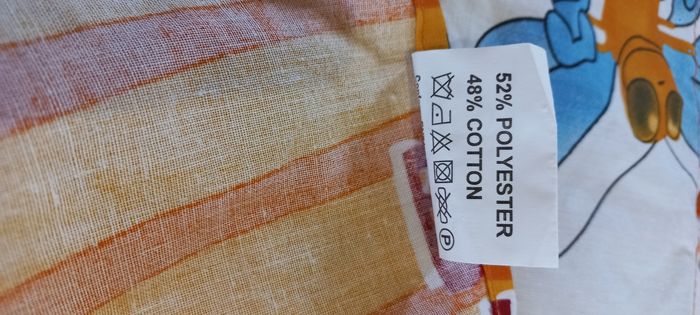 52% POLYESTER
48% COTTON
P